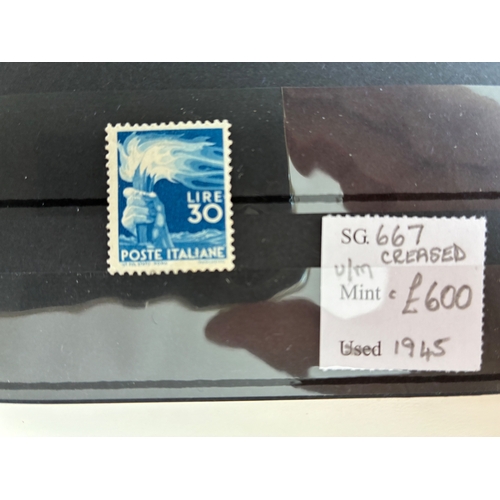 LIRE
30
POSTE ITALIANE
SG. 667
CREASED
u/m
Mint c £600
Used 1945